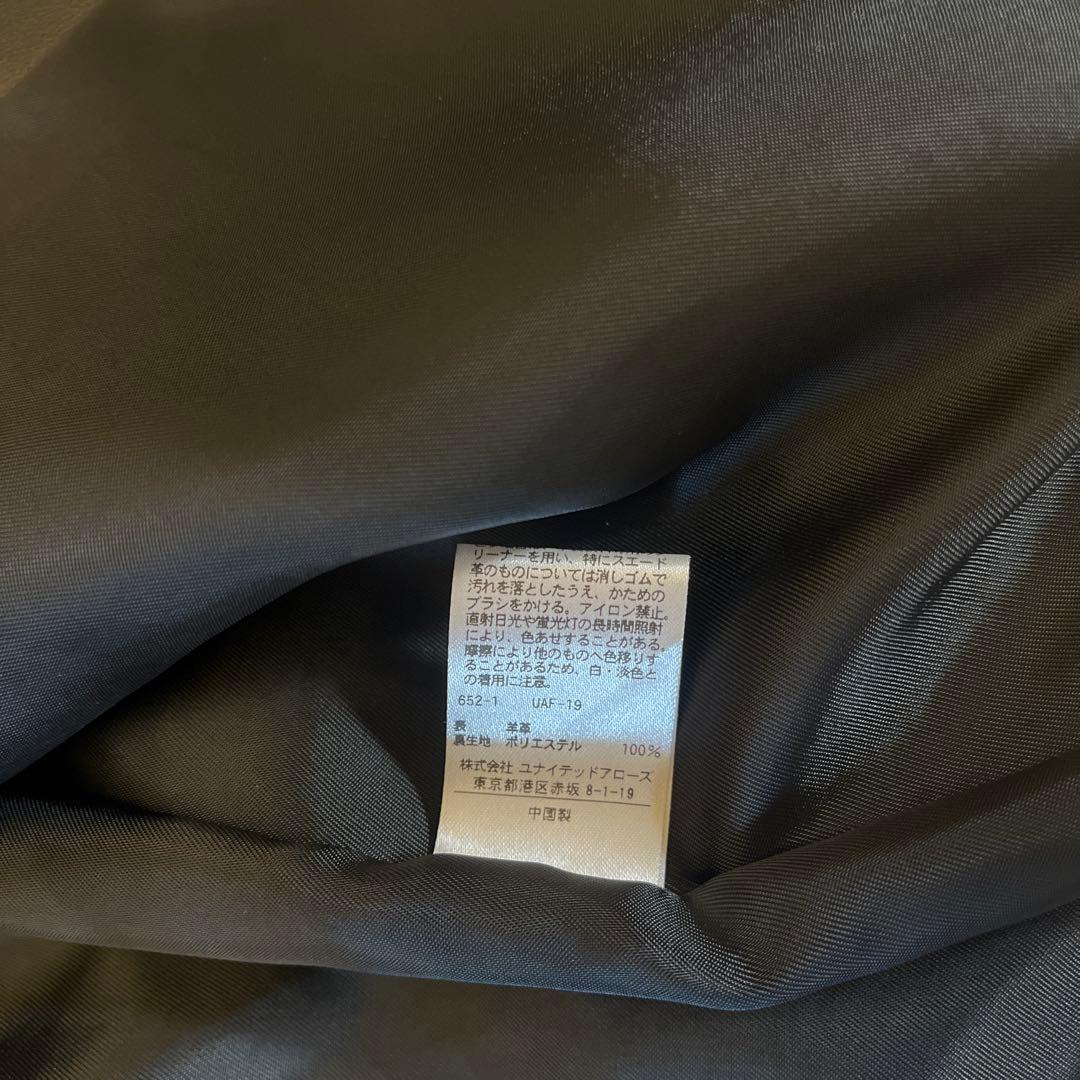 リーナーを用い、特にスエード
革のものについては消しゴムで
汚れを落としたうえ、かための
ブラシをかける。アイロン禁止。
直射日光や蛍光灯の長時間照射
により、色あせすることがある。
摩擦により他のものへ色移りす
ることがあるため、白・淡色と
の着用に注意。
652-1 UAF-19
表 羊革
裏生地 ポリエステル 100%
株式会社 ユナイテッドアローズ
東京都港区赤坂 8-1-19
中国製